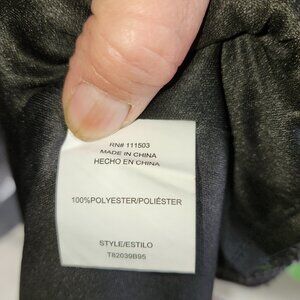 RN# 111503
MADE IN CHINA
HECHO EN CHINA
100%POLYESTER/POLIÉSTER
STYLE/ESTILO
T82039B95